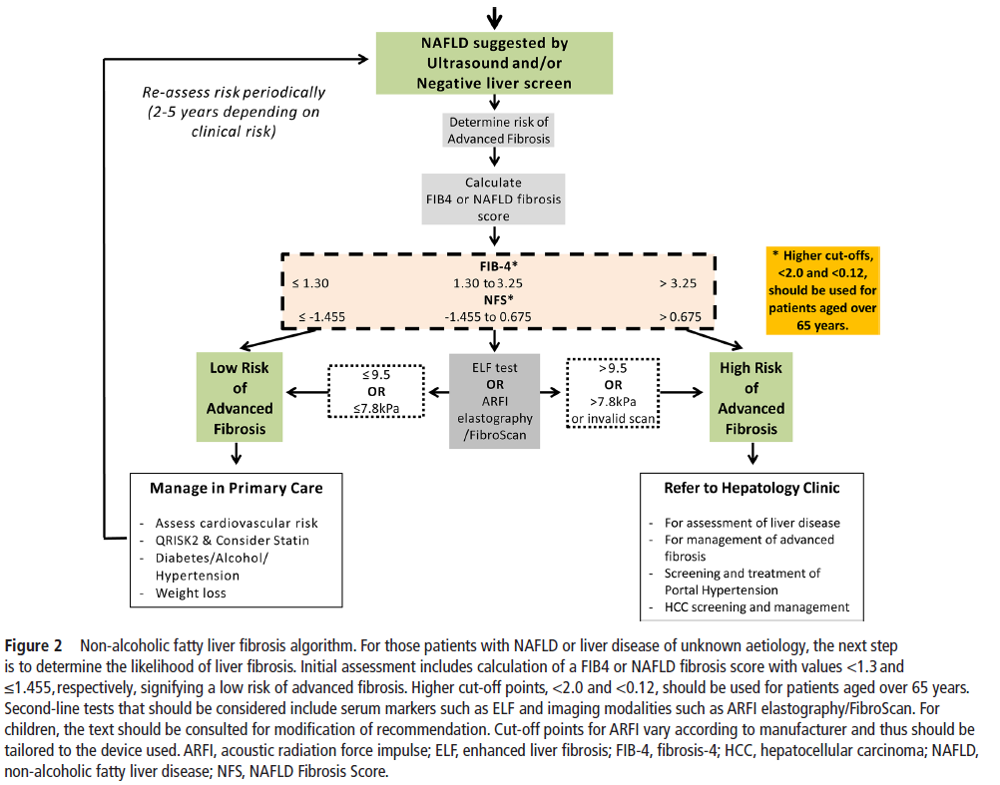 NAFLD suggested by
Ultrasound and/or
Negative liver screen
Re-assess risk periodically
(2-5 years depending on
clinical risk)
Determine risk of
Advanced Fibrosis
Calculate
FIB4 or NAFLD fibrosis
score
FIB-4*
≤ 1.30 1.30 to 3.25 > 3.25
NFS*
≤ -1.455 -1.455 to 0.675 > 0.675
* Higher cut-offs,
<2.0 and <0.12,
should be used for
patients aged over
65 years.
Low Risk
of
Advanced
Fibrosis
≤9.5
OR
≤7.8kPa
ELF test
OR
ARFI
elastography
/FibroScan
>9.5
OR
>7.8kPa
or invalid scan
High Risk
of
Advanced
Fibrosis
Manage in Primary Care
- Assess cardiovascular risk
- QRISK2 & Consider Statin
- Diabetes/Alcohol/
Hypertension
- Weight loss
Refer to Hepatology Clinic
- For assessment of liver disease
- For management of advanced
fibrosis
- Screening and treatment of
Portal Hypertension
- HCC screening and management
Figure 2 Non-alcoholic fatty liver fibrosis algorithm. For those patients with NAFLD or liver disease of unknown aetiology, the next step
is to determine the likelihood of liver fibrosis. Initial assessment includes calculation of a FIB4 or NAFLD fibrosis score with values <1.3 and
≤1.455, respectively, signifying a low risk of advanced fibrosis. Higher cut-off points, <2.0 and <0.12, should be used for patients aged over 65 years.
Second-line tests that should be considered include serum markers such as ELF and imaging modalities such as ARFI elastography/FibroScan. For
children, the text should be consulted for modification of recommendation. Cut-off points for ARFI vary according to manufacturer and thus should be
tailored to the device used. ARFI, acoustic radiation force impulse; ELF, enhanced liver fibrosis; FIB-4, fibrosis-4; HCC, hepatocellular carcinoma; NAFLD,
non-alcoholic fatty liver disease; NFS, NAFLD Fibrosis Score.